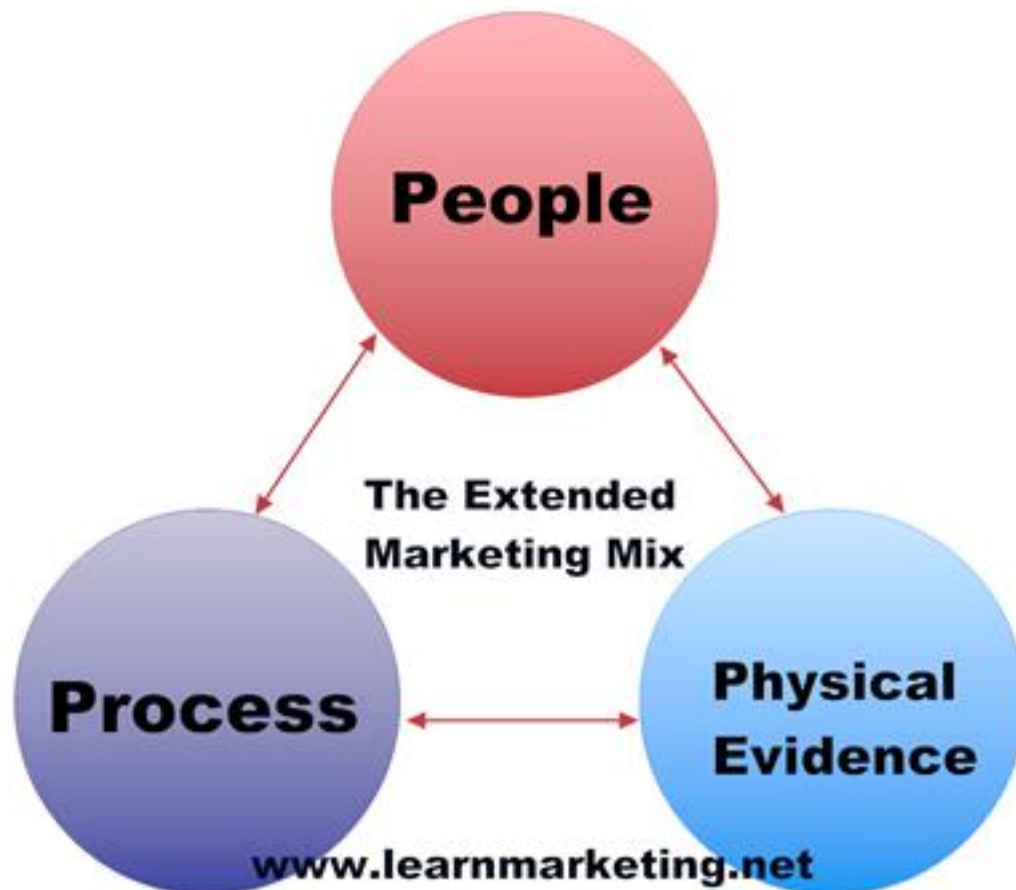 People
The Extended
Marketing Mix
Process
Physical
Evidence
www.learnmarketing.net